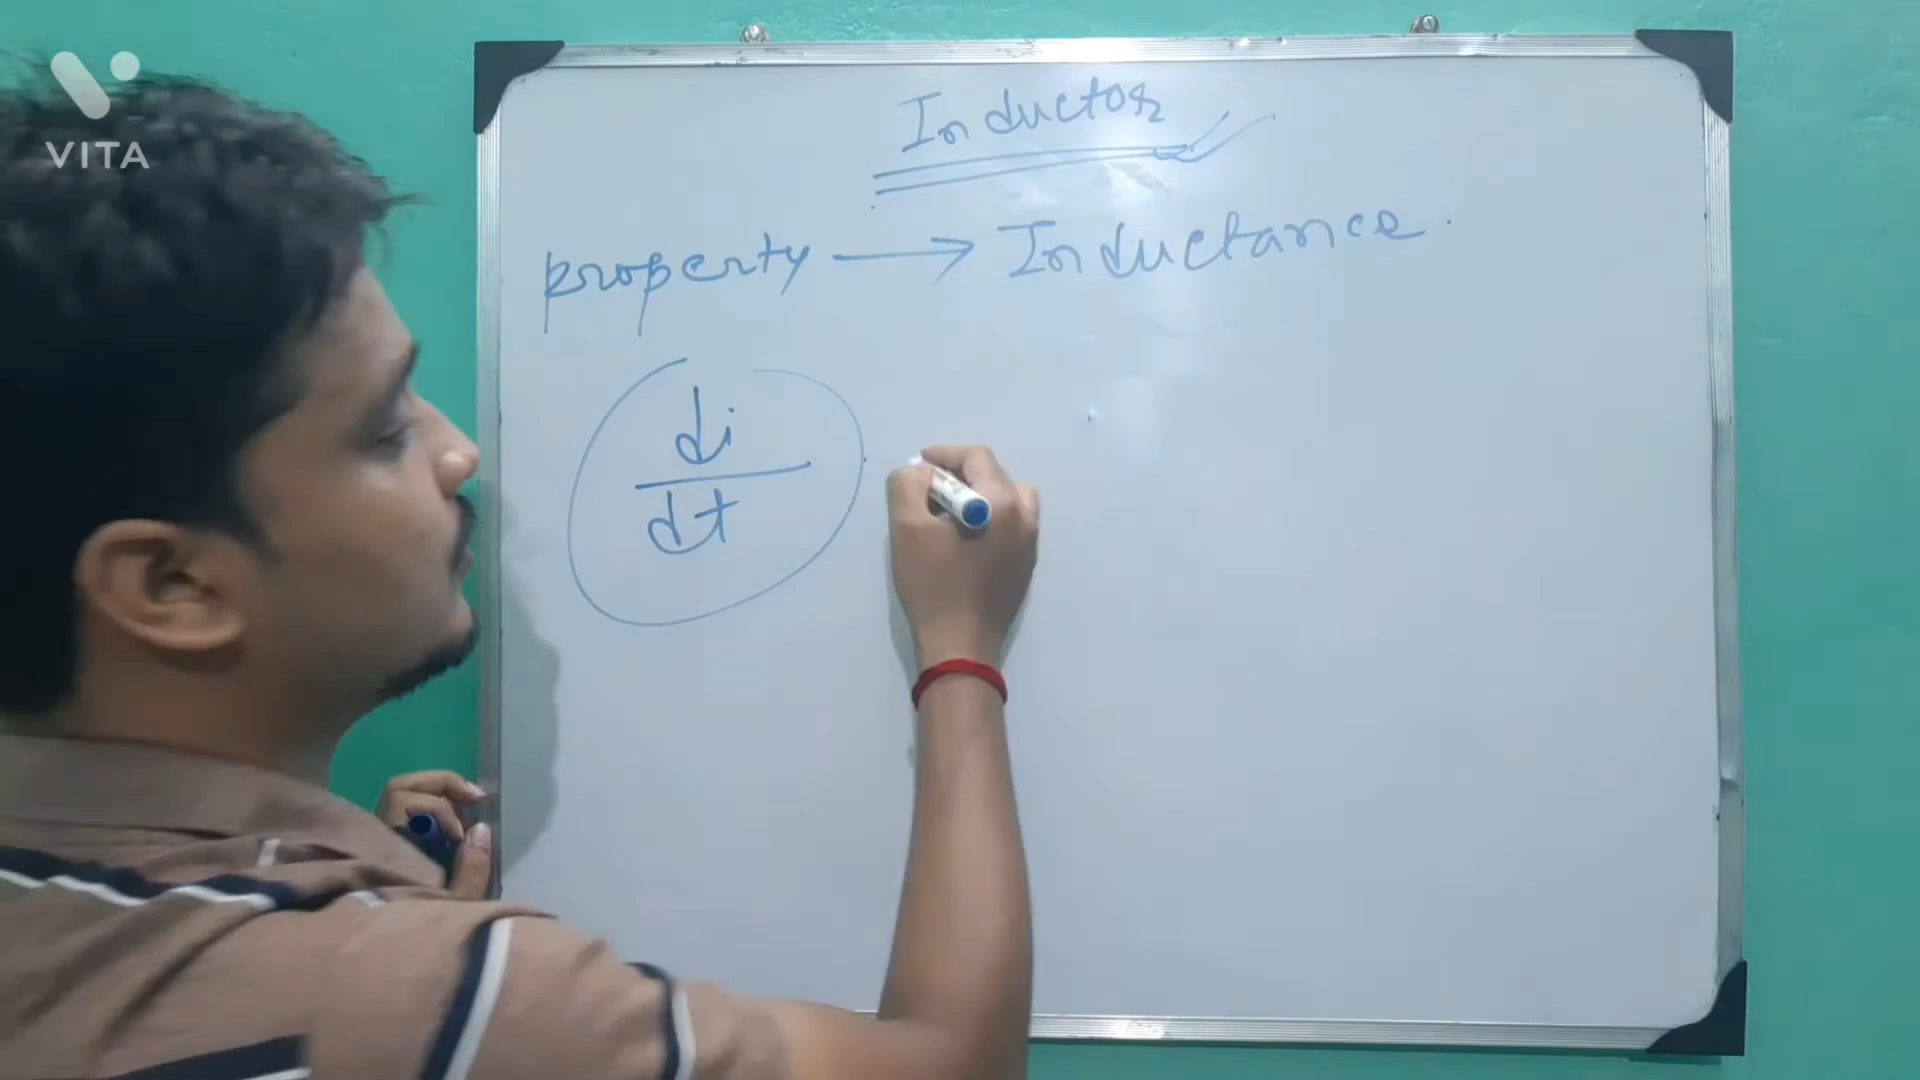 VITA
Inductor
property → Inductance.
di
dt